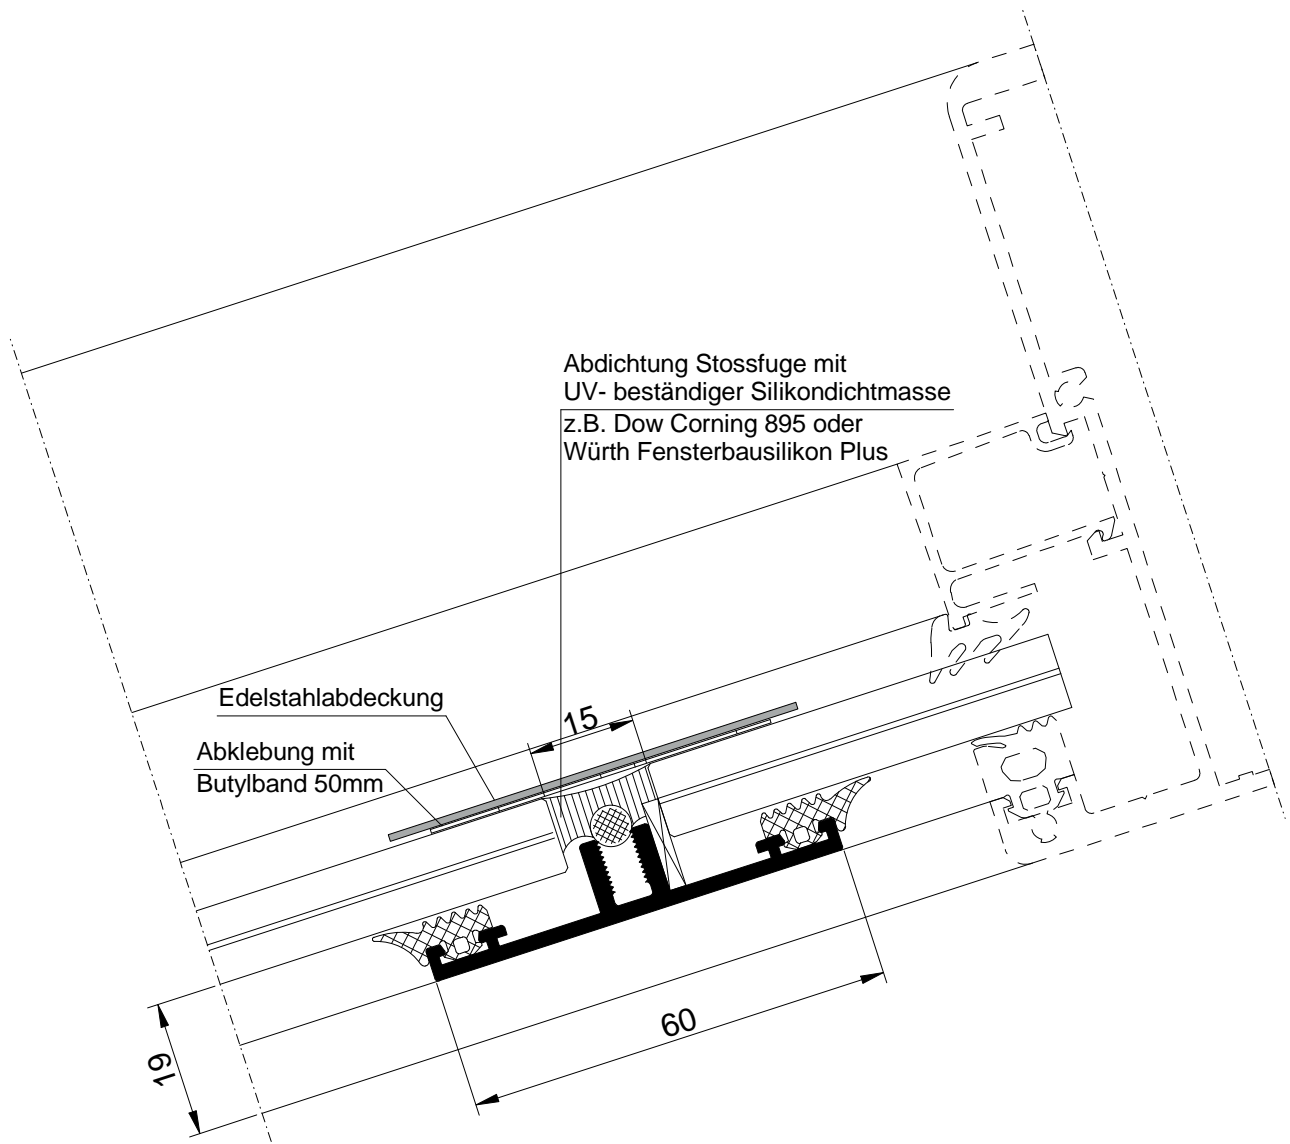 Abdichtung Stossfuge mit
UV- beständiger Silikondichtmasse
z.B. Dow Corning 895 oder
Würth Fensterbausilikon Plus
Edelstahlabdeckung
15
Abklebung mit
Butylband 50mm
60
19